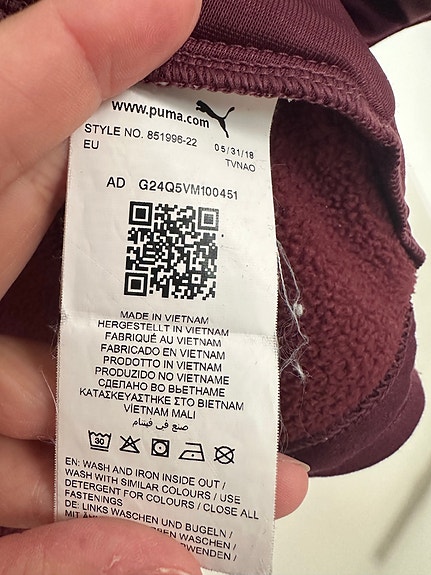 www.puma.com
STYLE NO. 851996-22 05/31/18
EU TVNAO
AD G24Q5VM100451
MADE IN VIETNAM
HERGESTELLT IN VIETNAM
FABRIQUÉ AU VIETNAM
FABRICADO EN VIETNAM
PRODOTTO IN VIETNAM
PRODUZIDO NO VIETNAME
СДЕЛАНО ВО ВЬЕТНАМЕ
ΚΑΤΑΣΚΕΥΑΣΤΗΚΕ ΣΤΟ ΒΙΕΤΝΑΜ
VİETNAM MALI
صنع في فيتنام
30
EN: WASH AND IRON INSIDE OUT /
WASH WITH SIMILAR COLOURS / USE
DETERGENT FOR COLOURS / CLOSE ALL
FASTENINGS
DE: LINKS WASCHEN UND BUGELN /
WASCHEN /